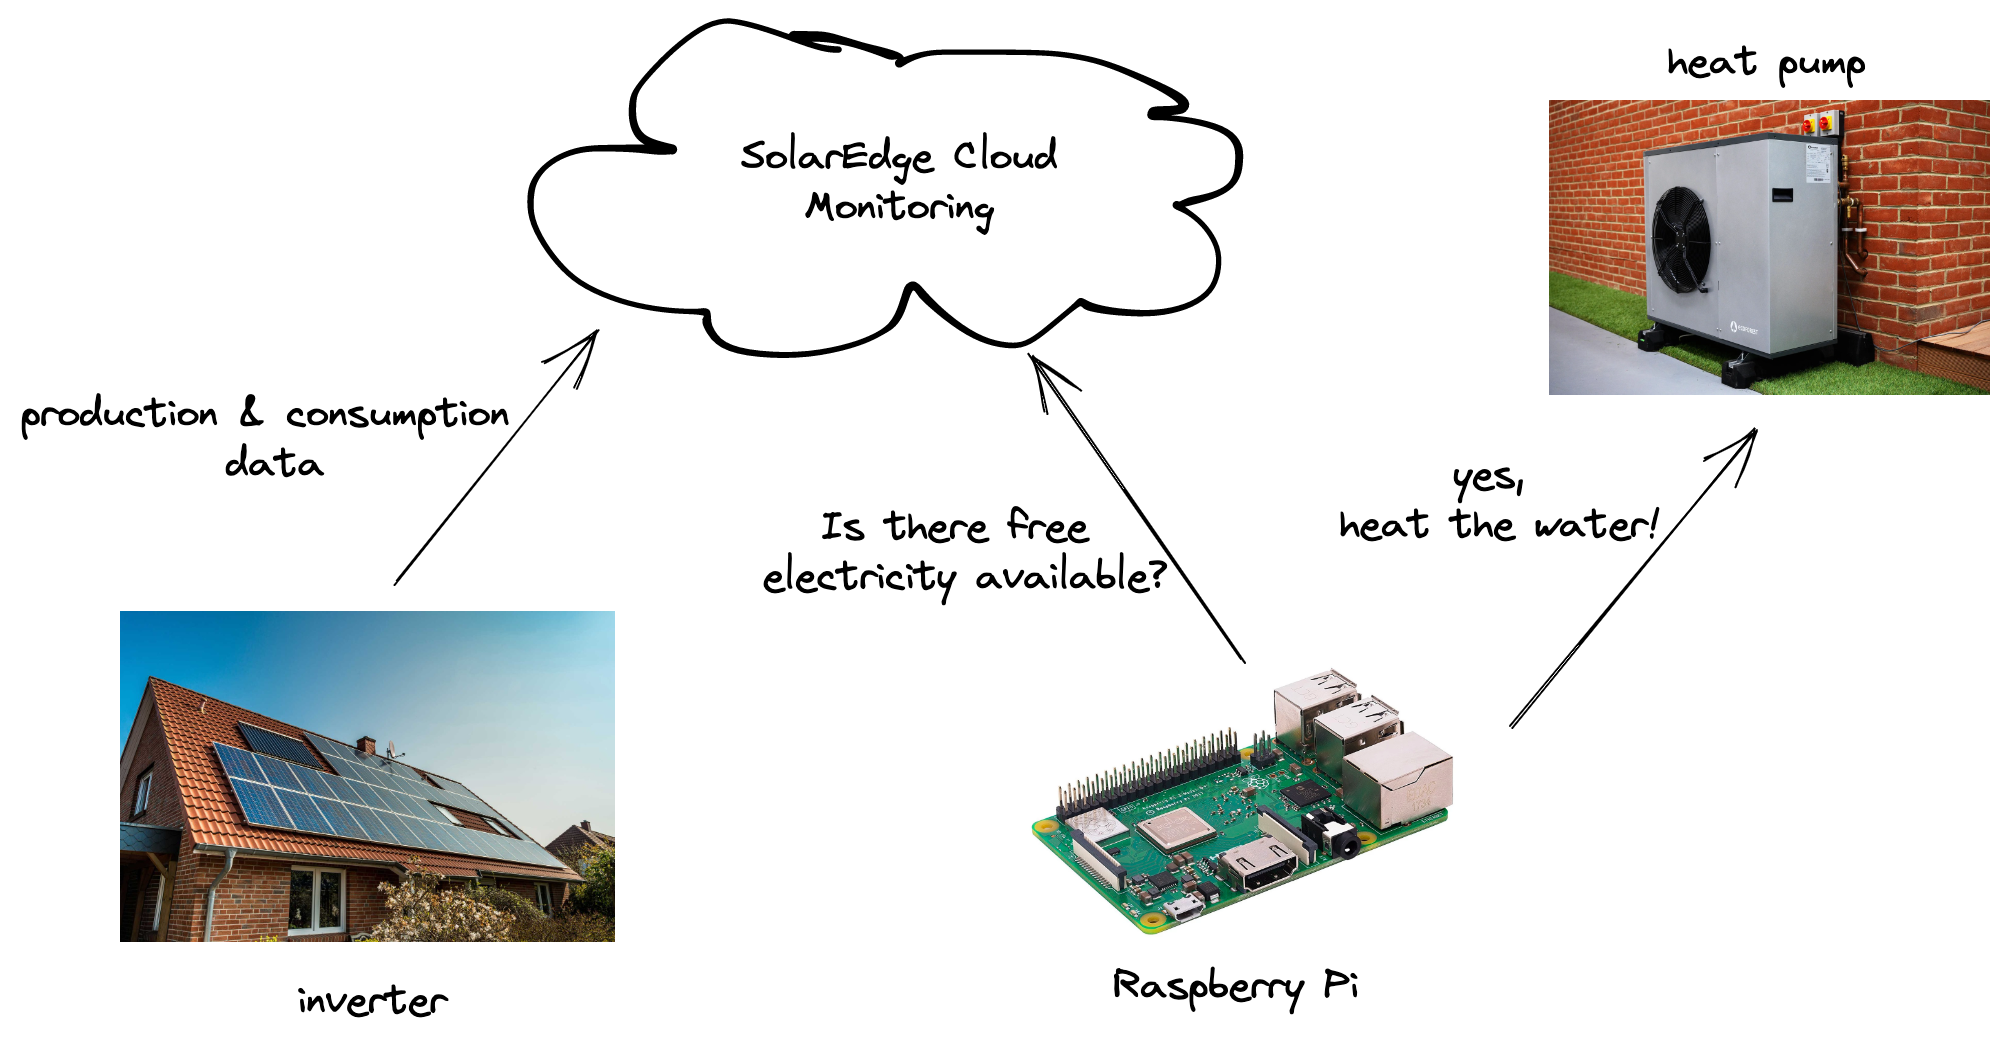 heat pump
SolarEdge Cloud
Monitoring
production & consumption
data
yes,
heat the water!
Is there free
electricity available?
inverter
Raspberry Pi